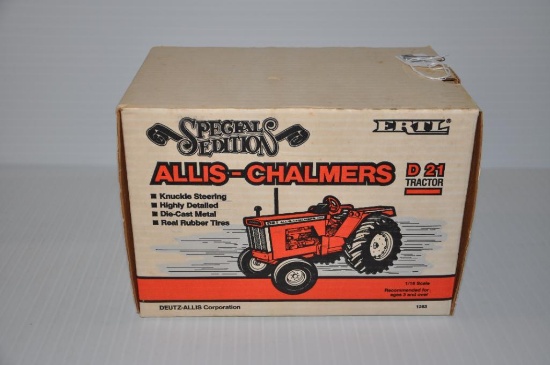 SPECIAL
EDITION
ERTL
ALLIS-CHALMERS
D 21
TRACTOR
■ Knuckle Steering
■ Highly Detailed
■ Die-Cast Metal
■ Real Rubber Tires
1/16 Scale
Recommended for
ages 3 and over
DEUTZ-ALLIS Corporation